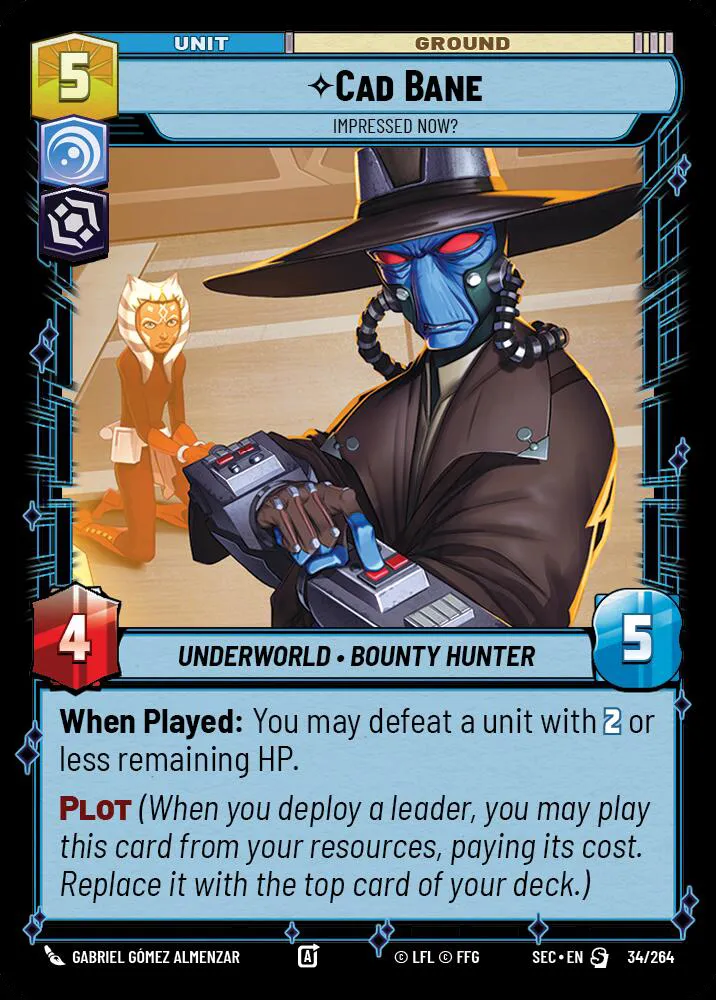 UNIT
GROUND
5
✧CAD BANE
IMPRESSED NOW?
4
UNDERWORLD • BOUNTY HUNTER
5
When Played: You may defeat a unit with 2 or
less remaining HP.
PLOT (When you deploy a leader, you may play
this card from your resources, paying its cost.
Replace it with the top card of your deck.)
GABRIEL GÓMEZ ALMENZAR
A
© LFL © FFG
SEC • EN
34/264